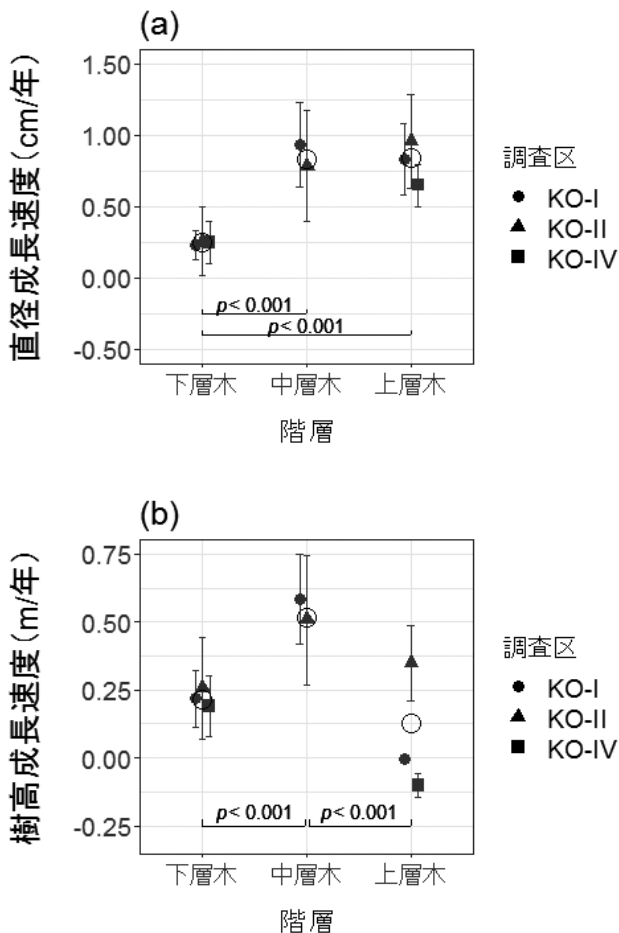 (a)
直径成長速度(cm/年)
1.50
1.00
0.50
0.00
-0.50
p< 0.001
p< 0.001
下層木 中層木 上層木
階層
調査区
KO-I
KO-II
KO-IV
(b)
樹高成長速度(m/年)
0.75
0.50
0.25
0.00
-0.25
p< 0.001 p< 0.001
下層木 中層木 上層木
階層
調査区
KO-I
KO-II
KO-IV